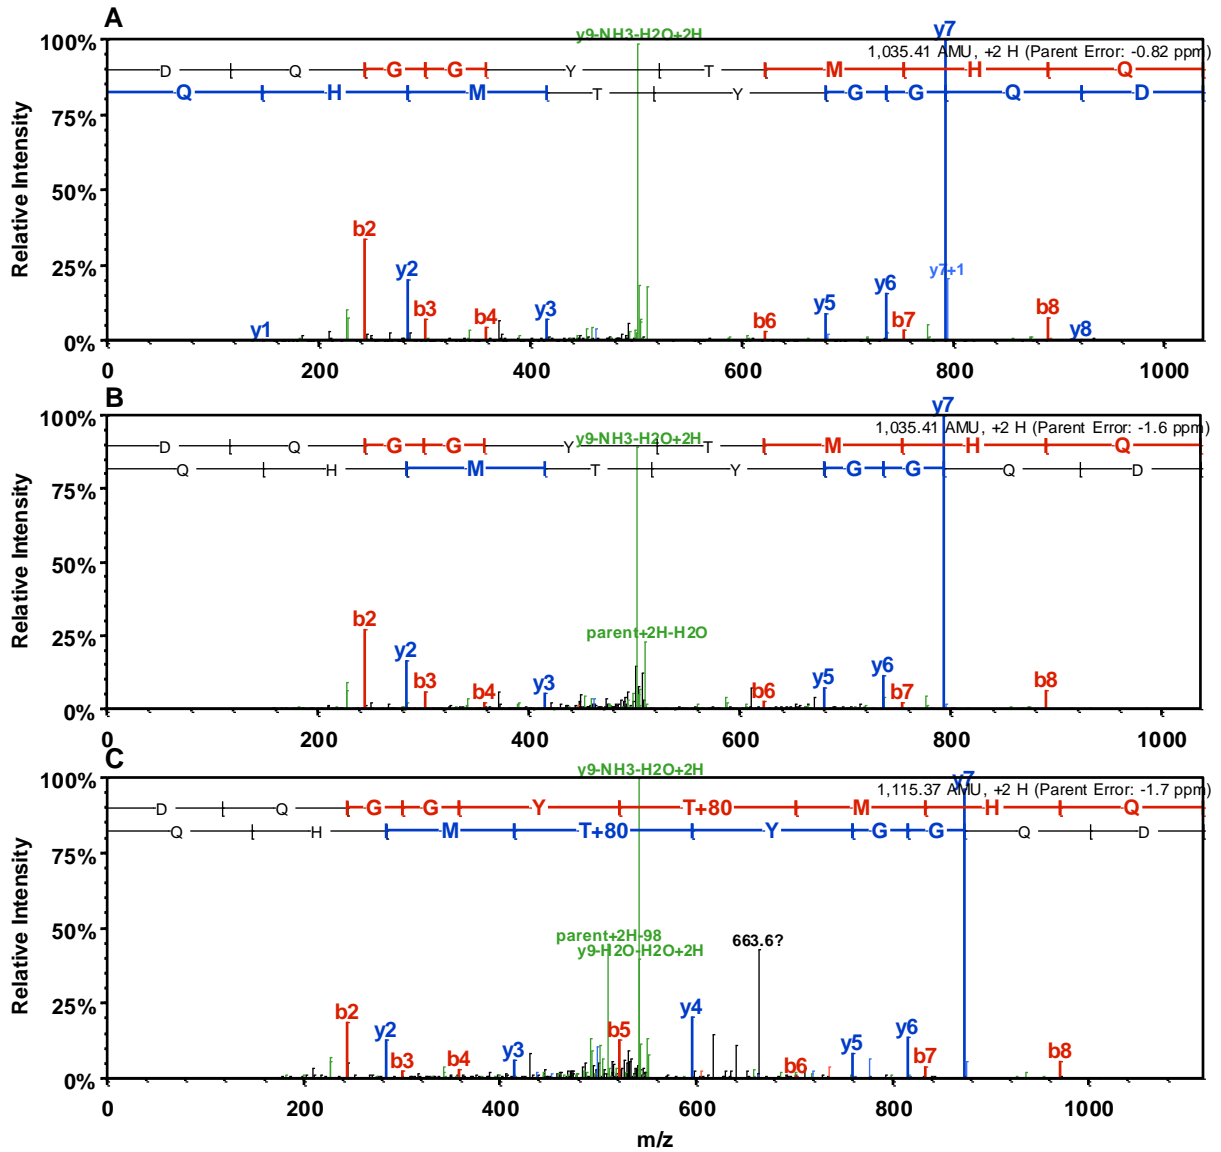 A
y9-NH3-H2O+2H
y7
100%
1,035.41 AMU, +2 H (Parent Error: -0.82 ppm)
D Q G G Y T M H Q
Q H M T Y G G Q D
75%
50%
25%
0%
Relative Intensity
y1 b2 y2 b3 b4 y3 b6 y5 y6 b7 y7+1 b8 y8
0 200 400 600 800 1000
B
y7
100%
1,035.41 AMU, +2 H (Parent Error: -1.6 ppm)
y9-NH3-H2O+2H
D Q G G Y T M H Q
Q H M T Y G G Q D
75%
50%
25%
0%
Relative Intensity
parent+2H-H2O
b2 y2 b3 b4 y3 b6 y5 y6 b7 b8
0 200 400 600 800 1000
C
y9-NH3-H2O+2H
y7
100%
1,115.37 AMU, +2 H (Parent Error: -1.7 ppm)
D Q G G Y T+80 M H Q
Q H M T+80 Y G G Q D
75%
50%
25%
0%
Relative Intensity
parent+2H-98
y9-H2O-H2O+2H
663.6?
b2 y2 b3 b4 y3 b5 y4 b6 y5 y6 b7 b8
0 200 400 600 800 1000
m/z